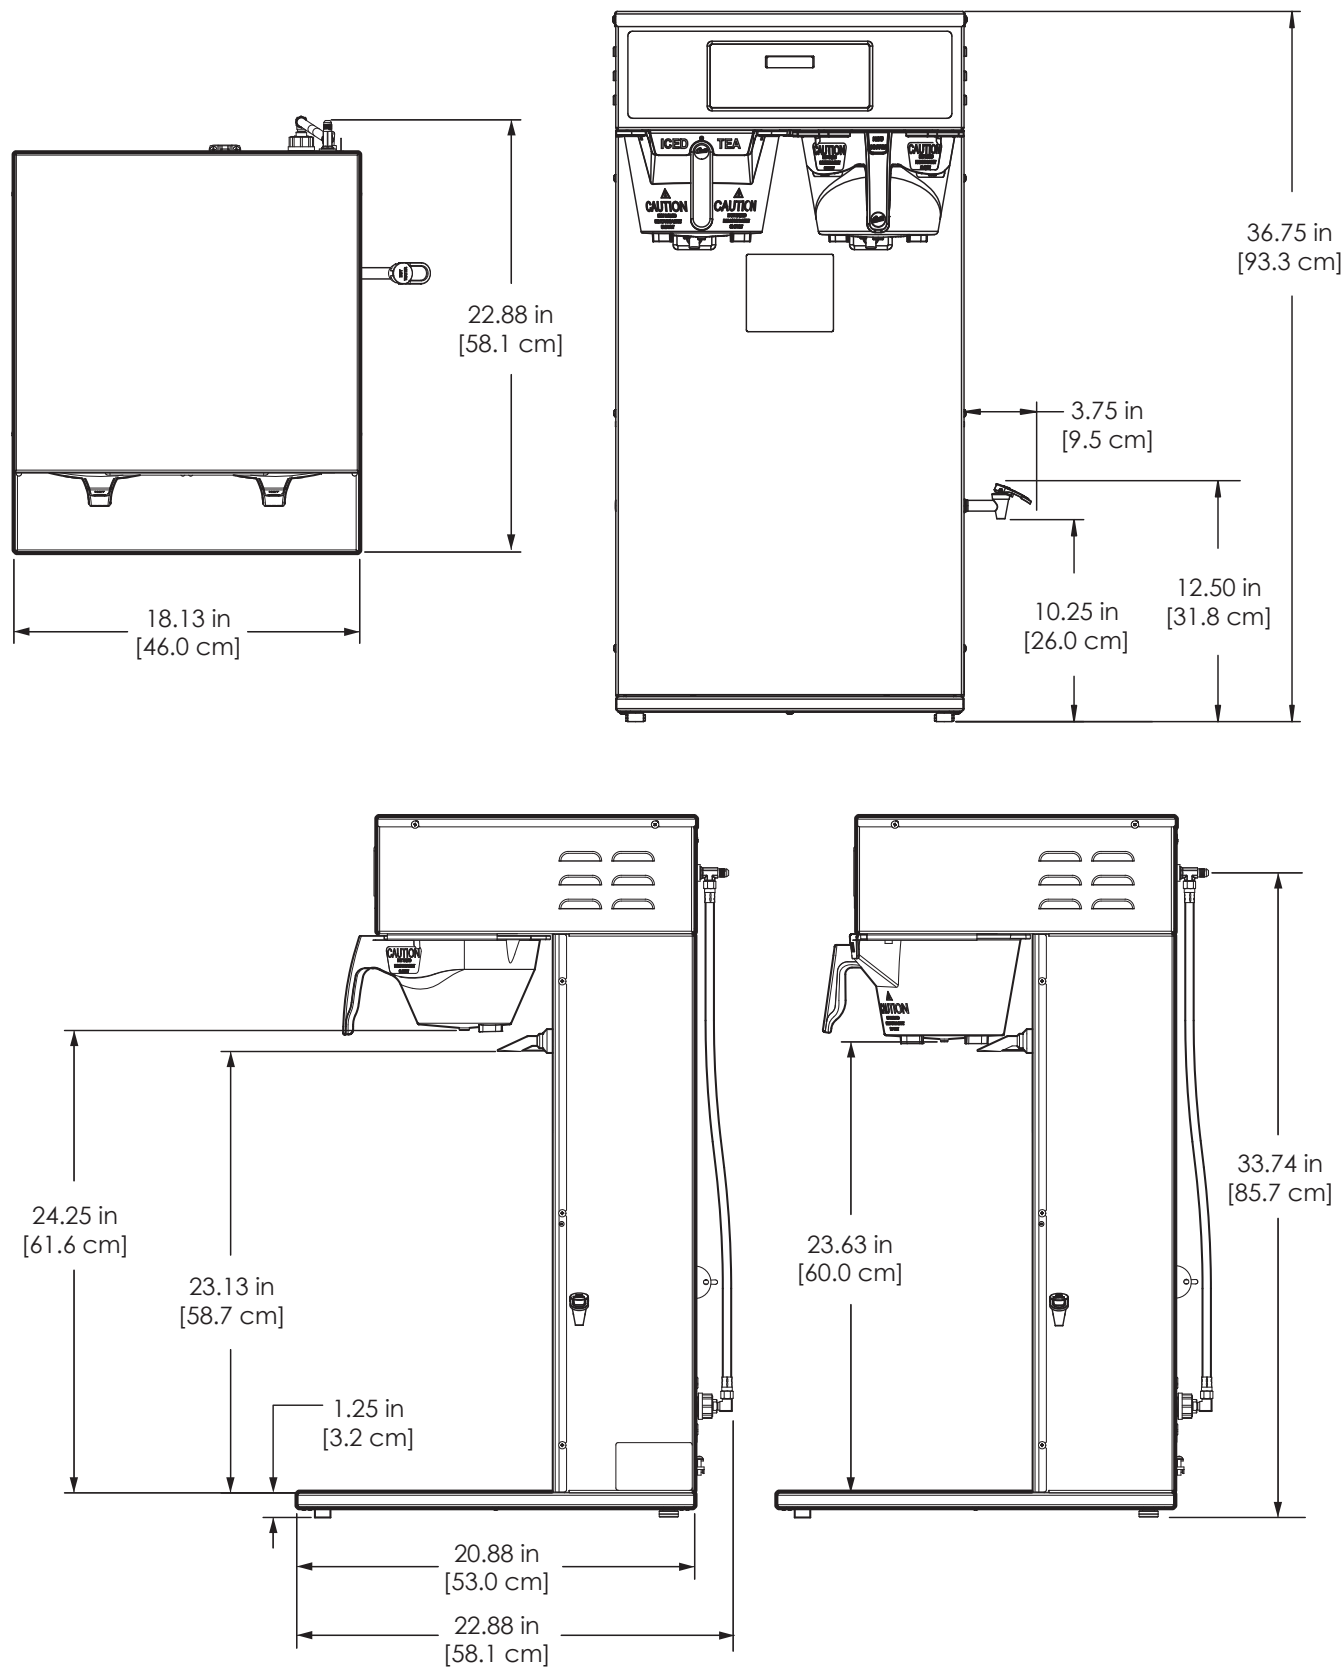 ICED TEA
CAUTION
CAUTION
CAUTION
CAUTION
36.75 in
[93.3 cm]
22.88 in
[58.1 cm]
3.75 in
[9.5 cm]
12.50 in
[31.8 cm]
10.25 in
[26.0 cm]
18.13 in
[46.0 cm]
CAUTION
CAUTION
33.74 in
[85.7 cm]
24.25 in
[61.6 cm]
23.63 in
[60.0 cm]
23.13 in
[58.7 cm]
1.25 in
[3.2 cm]
20.88 in
[53.0 cm]
22.88 in
[58.1 cm]